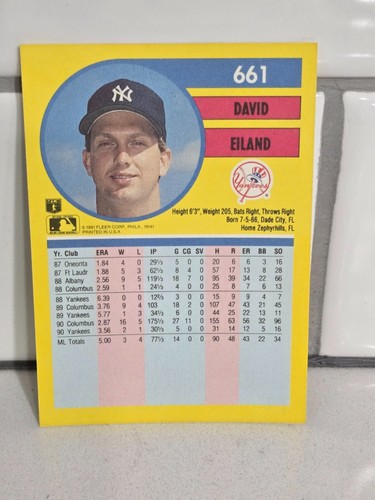 661
DAVID
EILAND
NY
Yankees
Height 6'3", Weight 205, Bats Right, Throws Right
Born 7-5-66, Dade City, FL
Home Zephyrhills, FL
© 1991 FLEER CORP., PHILA., 19141
PRINTED IN U.S.A.
Yr. Club ERA W L IP G CG SV H R ER BB SO
87 Oneonta 1.84 4 0 29⅓ 5 0 0 20 6 6 3 16
87 Ft Laudr 1.88 5 3 62⅓ 8 4 0 57 17 13 8 28
88 Albany 2.56 9 5 119⅓ 18 7 0 95 39 34 22 66
88 Columbus 2.59 1 1 24⅓ 4 0 0 25 8 7 6 13
88 Yankees 6.39 0 0 12⅔ 3 0 0 15 9 9 4 7
89 Columbus 3.76 9 4 103 18 2 0 107 47 43 21 45
89 Yankees 5.77 1 3 34⅓ 6 0 0 44 25 22 13 11
90 Columbus 2.87 16 5 175⅓ 27 11 0 155 63 56 32 96
90 Yankees 3.56 2 1 30⅓ 5 0 0 31 14 12 5 16
ML Totals 5.00 3 4 77⅓ 14 0 0 90 48 43 22 34